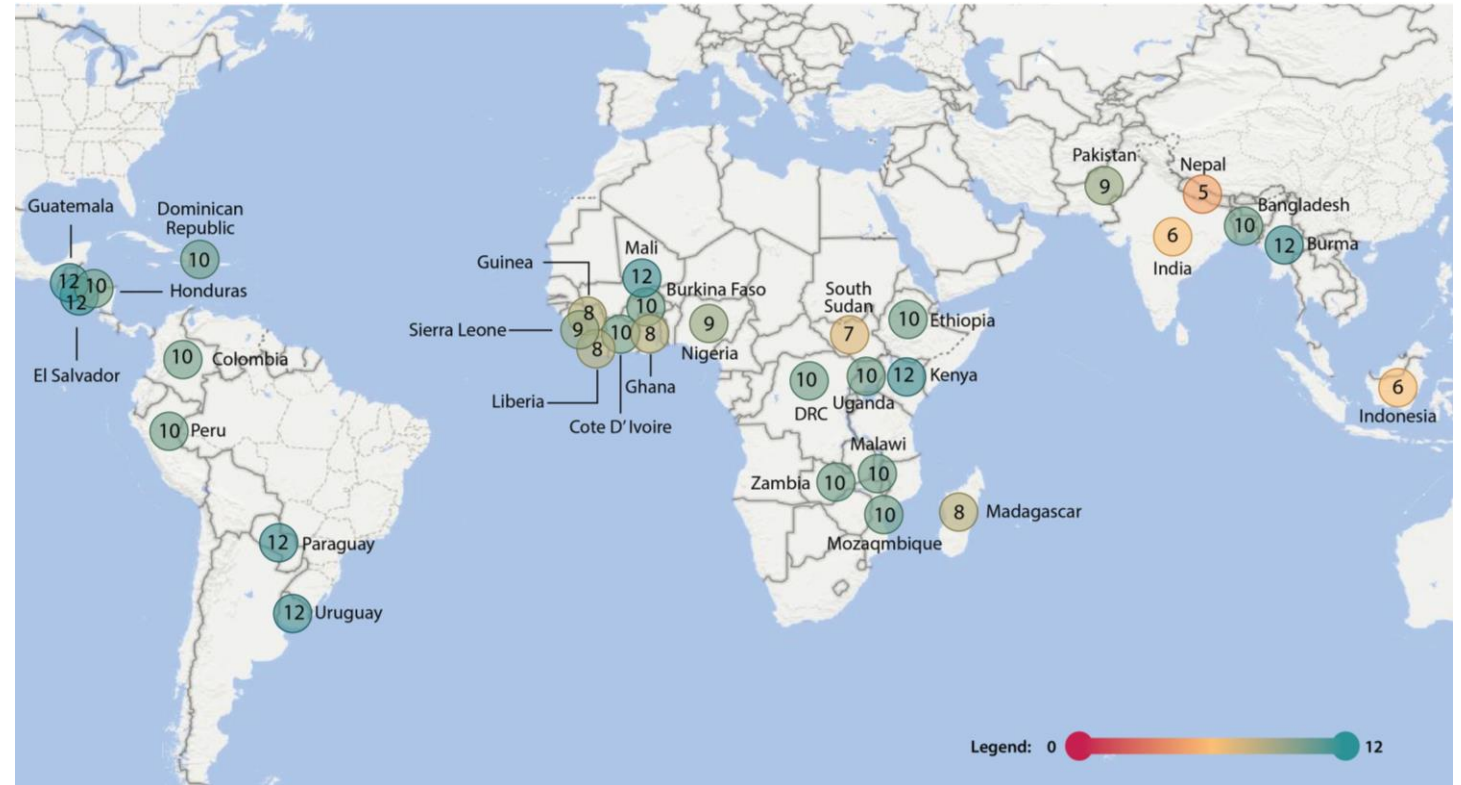 Pakistan
9
Nepal
5
Guatemala
Dominican
Republic
Bangladesh
10
6
India
12
Burma
10
12
10
12
Honduras
Mali
12
Guinea
Burkina Faso
10
South
Sudan
8
Sierra Leone
9
10
8
9
7
10
Ethiopia
8
Nigeria
10
Colombia
El Salvador
Ghana
Liberia
10
DRC
10
Uganda
12
Kenya
6
Indonesia
Cote D'Ivoire
10
Peru
Malawi
Zambia
10
10
10
Mozaqmbique
8
Madagascar
12
Paraguay
12
Uruguay
Legend: 0
12